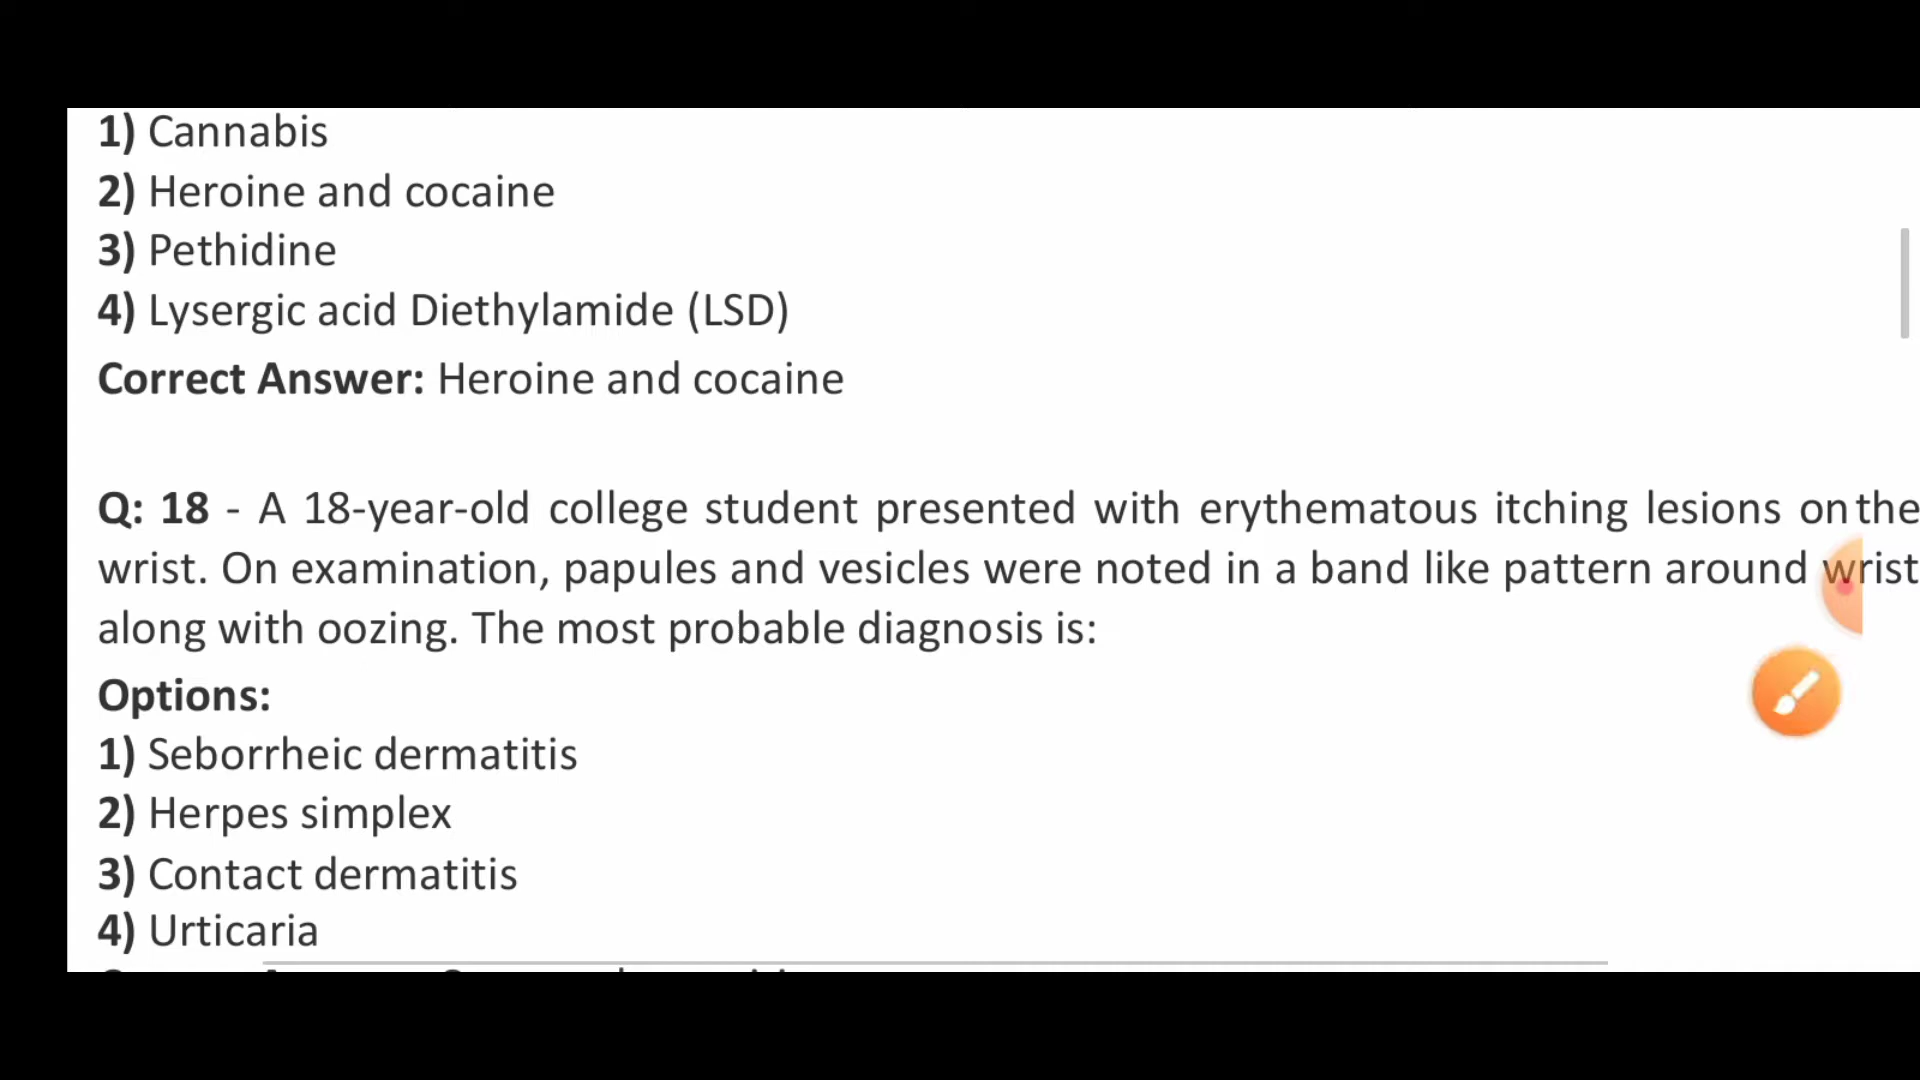 1) Cannabis
2) Heroine and cocaine
3) Pethidine
4) Lysergic acid Diethylamide (LSD)
Correct Answer: Heroine and cocaine
Q: 18 - A 18-year-old college student presented with erythematous itching lesions on the
wrist. On examination, papules and vesicles were noted in a band like pattern around wrist
along with oozing. The most probable diagnosis is:
Options:
1) Seborrheic dermatitis
2) Herpes simplex
3) Contact dermatitis
4) Urticaria